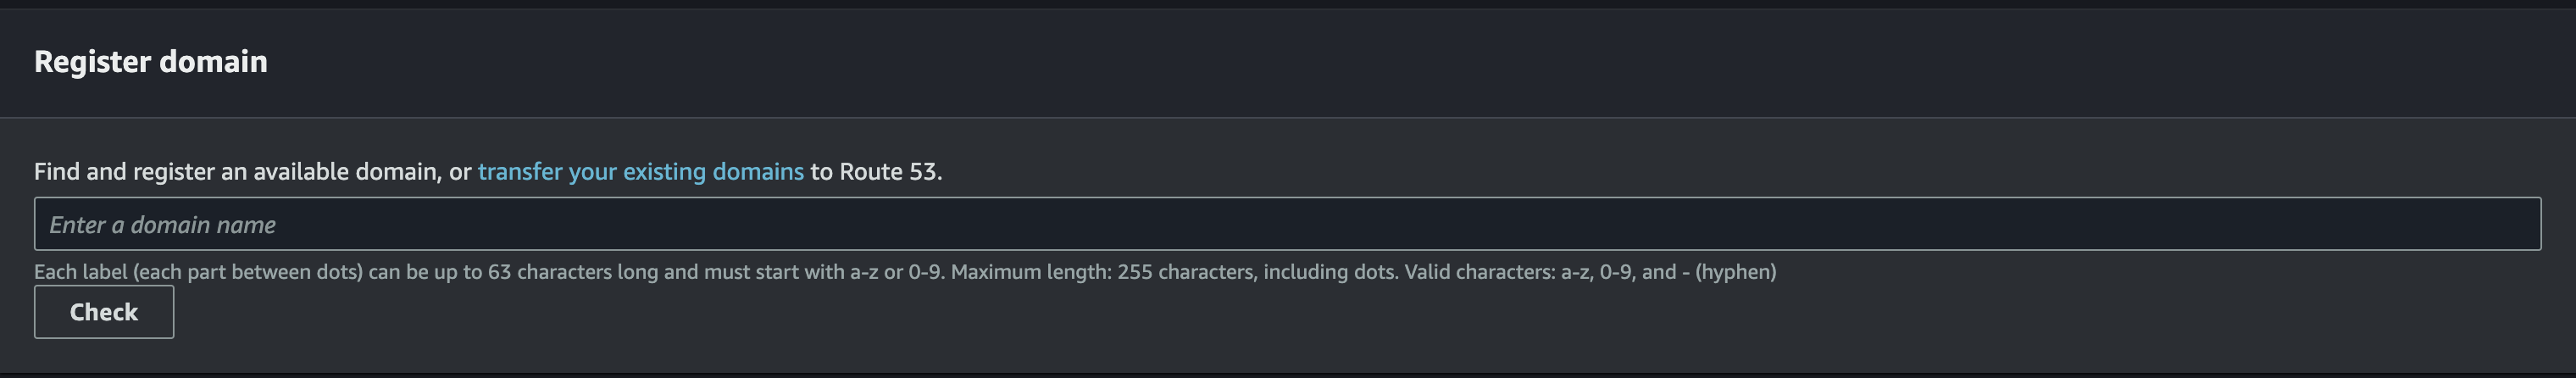 Register domain
Find and register an available domain, or transfer your existing domains to Route 53.
Enter a domain name
Each label (each part between dots) can be up to 63 characters long and must start with a-z or 0-9. Maximum length: 255 characters, including dots. Valid characters: a-z, 0-9, and - (hyphen)
Check